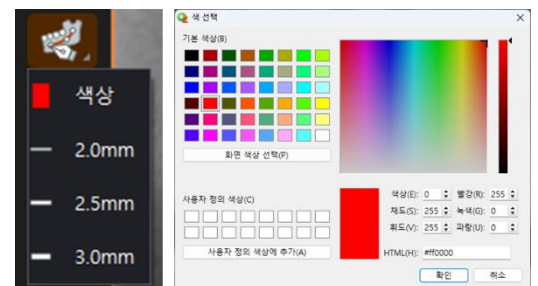 색상
2.0mm
2.5mm
3.0mm
색 선택
기본 색상(B)
화면 색상 선택(P)
사용자 정의 색상(C)
사용자 정의 색상에 추가(A)
색상(E): 0 빨강(R): 255
채도(S): 255 녹색(G): 0
휘도(V): 255 파랑(U): 0
HTML(H): #ff0000
확인 취소